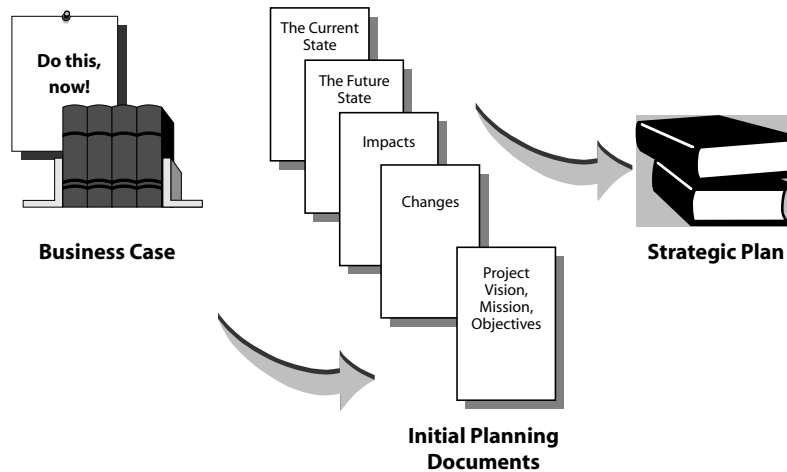 Do this,
now!
Business Case
The Current
State
The Future
State
Impacts
Changes
Project
Vision,
Mission,
Objectives
Initial Planning
Documents
Strategic Plan